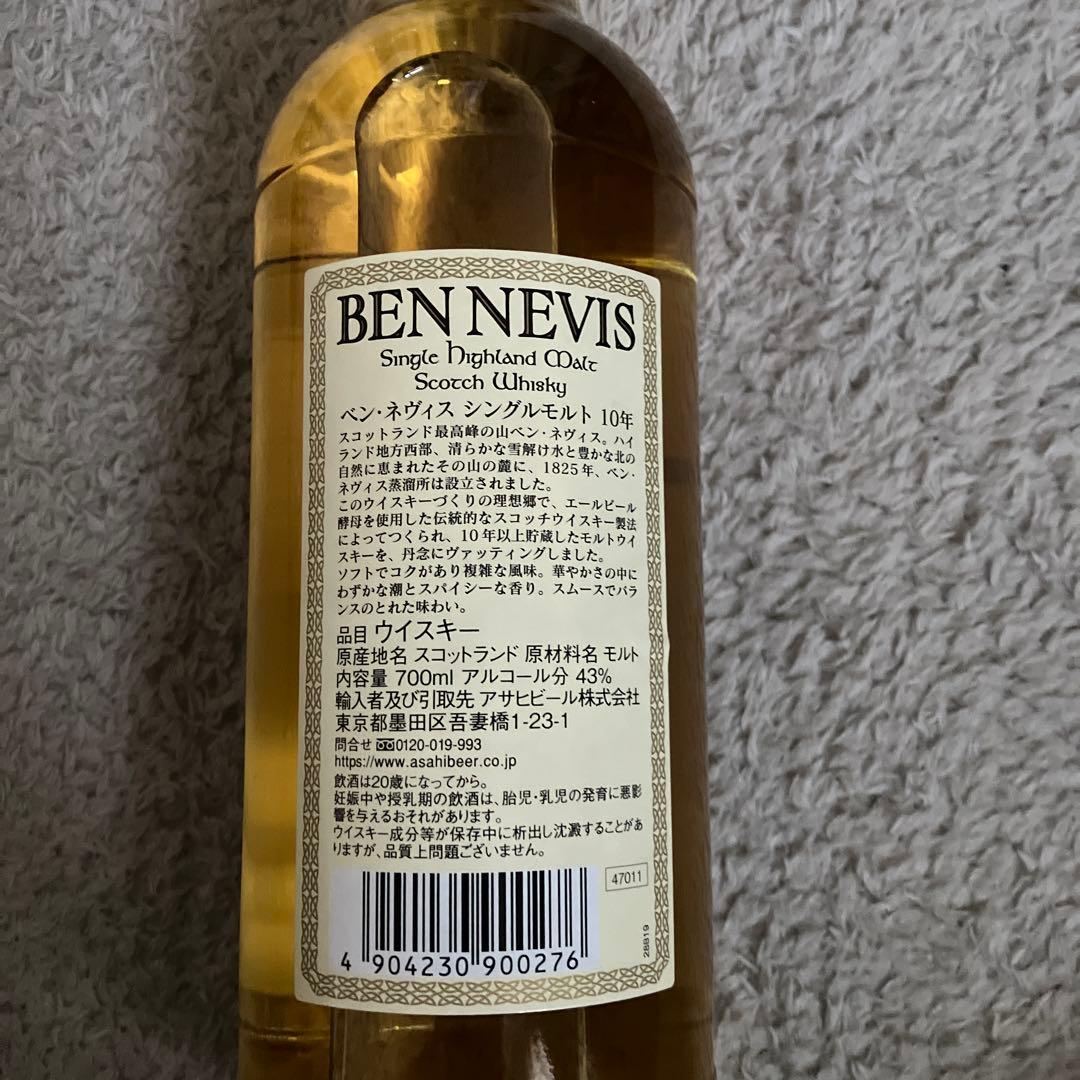 BEN NEVIS
Single Highland Malt
Scotch Whisky
ベン・ネヴィス シングルモルト 10年
スコットランド最高峰の山ベン・ネヴィス。ハイ
ランド地方西部、清らかな雪解け水と豊かな北の
自然に恵まれたその山の麓に、1825年、ベン・
ネヴィス蒸溜所は設立されました。
このウイスキーづくりの理想郷で、エールビール
酵母を使用した伝統的なスコッチウイスキー製法
によってつくられ、10年以上貯蔵したモルトウイ
スキーを、丹念にヴァッティングしました。
ソフトでコクがあり複雑な風味。華やかさの中に
わずかな潮とスパイシーな香り。スムースでバラ
ンスのとれた味わい。
品目 ウイスキー
原産地名 スコットランド 原材料名 モルト
内容量 700ml アルコール分 43%
輸入者及び引取先 アサヒビール株式会社
東京都墨田区吾妻橋1-23-1
問合せ 0120-019-993
https://www.asahibeer.co.jp
飲酒は20歳になってから。
妊娠中や授乳期の飲酒は、胎児・乳児の発育に悪影
響を与えるおそれがあります。
ウイスキー成分等が保存中に析出し沈澱することがあ
りますが、品質上問題ございません。
47011
28819
4 904230 900276